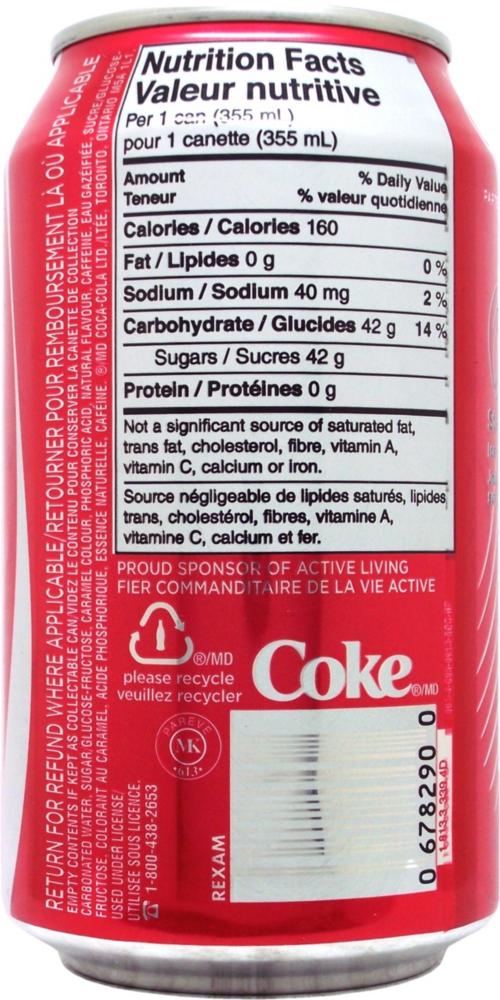 Nutrition Facts
Valeur nutritive
Per 1 can (355 mL)
pour 1 canette (355 mL)
Amount % Daily Value
Teneur % valeur quotidienne
Calories / Calories 160
Fat / Lipides 0 g 0 %
Sodium / Sodium 40 mg 2 %
Carbohydrate / Glucides 42 g 14 %
Sugars / Sucres 42 g
Protein / Protéines 0 g
Not a significant source of saturated fat,
trans fat, cholesterol, fibre, vitamin A,
vitamin C, calcium or iron.
Source négligeable de lipides saturés, lipides
trans, cholestérol, fibres, vitamine A,
vitamine C, calcium et fer.
PROUD SPONSOR OF ACTIVE LIVING
FIER COMMANDITAIRE DE LA VIE ACTIVE
®/MD
please recycle
veuillez recycler
Coke ®/MD
PAREVE
MK
•613•
REXAM
0 678290 0
RETURN FOR REFUND WHERE APPLICABLE/RETOURNER POUR REMBOURSEMENT LÀ OÙ APPLICABLE
EMPTY CONTENTS IF KEPT AS COLLECTABLE CAN/VIDEZ LE CONTENU POUR CONSERVER LA CANETTE DE COLLECTION
CARBONATED WATER, SUGAR/GLUCOSE-FRUCTOSE, CARAMEL COLOUR, PHOSPHORIC ACID, NATURAL FLAVOUR, CAFFEINE. EAU GAZÉIFIÉE, SUCRE/GLUCOSE-
FRUCTOSE, COLORANT AU CARAMEL, ACIDE PHOSPHORIQUE, ESSENCE NATURELLE, CAFÉINE. ®/MD COCA-COLA LTD./LTÉE, TORONTO, ONTARIO M5A 1L1,
USED UNDER LICENSE/
UTILISÉE SOUS LICENCE.
1-800-438-2653